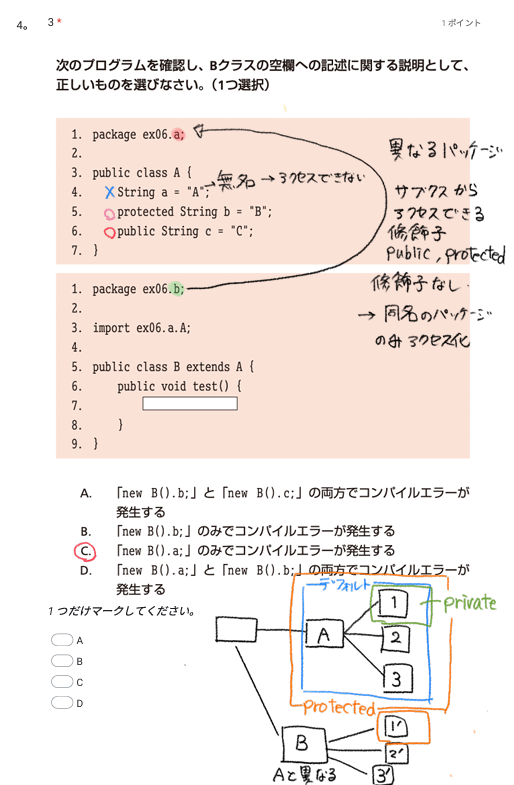 4。
3 *
1 ポイント
次のプログラムを確認し、Bクラスの空欄への記述に関する説明として、
正しいものを選びなさい。（1つ選択）
1. package ex06.a;
2.
3. public class A {
4. String a = "A";
5. protected String b = "B";
6. public String c = "C";
7. }
→無名→アクセスできない
異なるパッケージ
サブクスから
アクセスできる
修飾子
public, protected
修飾子なし
→ 同名のパッケージ
のみアクセス化
1. package ex06.b;
2.
3. import ex06.a.A;
4.
5. public class B extends A {
6. public void test() {
7.
8. }
9. }
A. 「new B().b;」と「new B().c;」の両方でコンパイルエラーが
発生する
B. 「new B().b;」のみでコンパイルエラーが発生する
C. 「new B().a;」のみでコンパイルエラーが発生する
D. 「new B().a;」と「new B().b;」の両方でコンパイルエラーが
発生する
1 つだけマークしてください。
A
B
C
D
デフォルト
private
A
1
2
3
protected
B
1'
2'
3'
Aと異なる